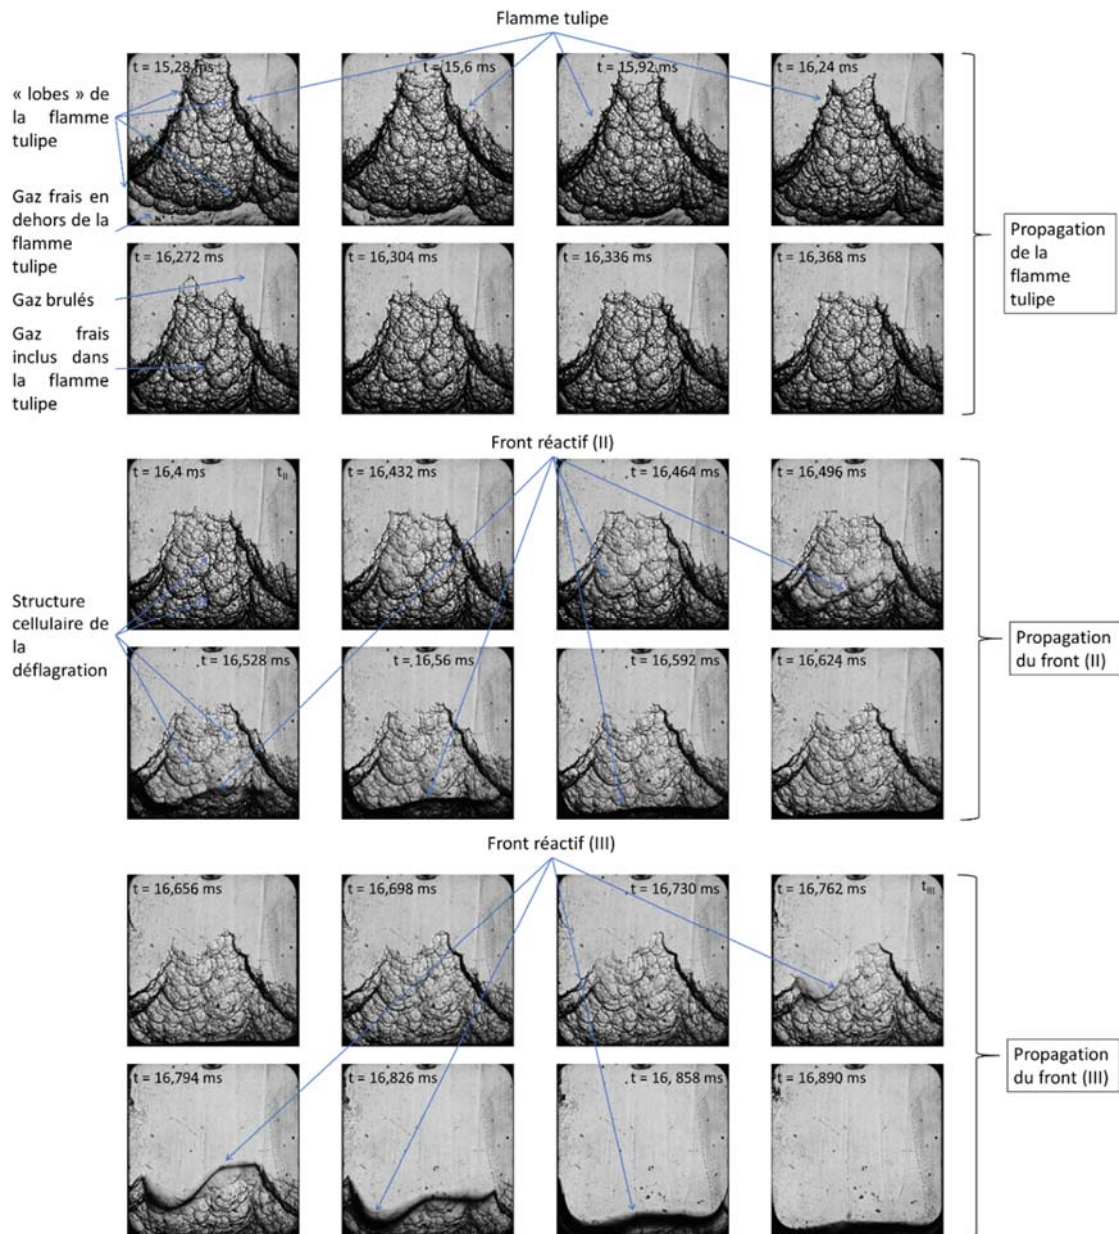 Flamme tulipe
t = 15,28 ms
t = 15,6 ms
t = 15,92 ms
t = 16,24 ms
« lobes » de
la flamme
tulipe
Gaz frais en
dehors de la
flamme
tulipe
t = 16,272 ms
t = 16,304 ms
t = 16,336 ms
t = 16,368 ms
Gaz brulés
Gaz frais
inclus dans
la flamme
tulipe
Propagation
de la
flamme
tulipe
Front réactif (II)
t = 16,4 ms
tII
t = 16,432 ms
t = 16,464 ms
t = 16,496 ms
Structure
cellulaire de
la
déflagration
t = 16,528 ms
t = 16,56 ms
t = 16,592 ms
t = 16,624 ms
Propagation
du front (II)
Front réactif (III)
t = 16,656 ms
t = 16,698 ms
t = 16,730 ms
t = 16,762 ms
tIII
t = 16,794 ms
t = 16,826 ms
t = 16, 858 ms
t = 16,890 ms
Propagation
du front (III)